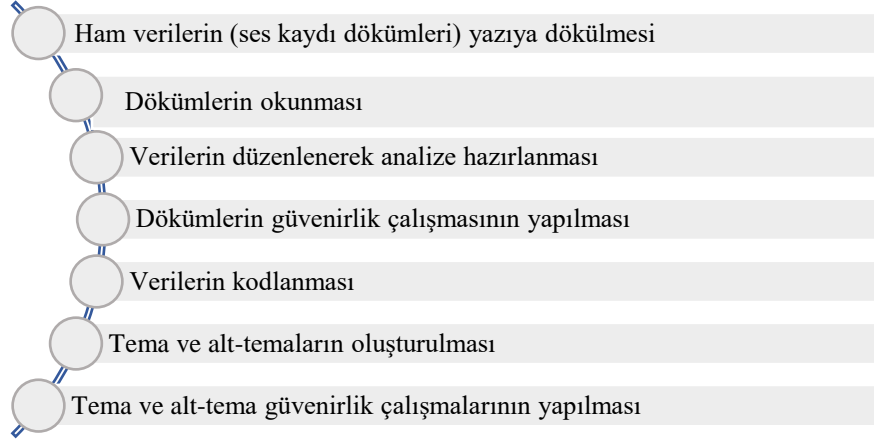 Ham verilerin (ses kaydı dökümleri) yazıya dökülmesi
Dökümlerin okunması
Verilerin düzenlenerek analize hazırlanması
Dökümlerin güvenirlik çalışmasının yapılması
Verilerin kodlanması
Tema ve alt-temaların oluşturulması
Tema ve alt-tema güvenirlik çalışmalarının yapılması